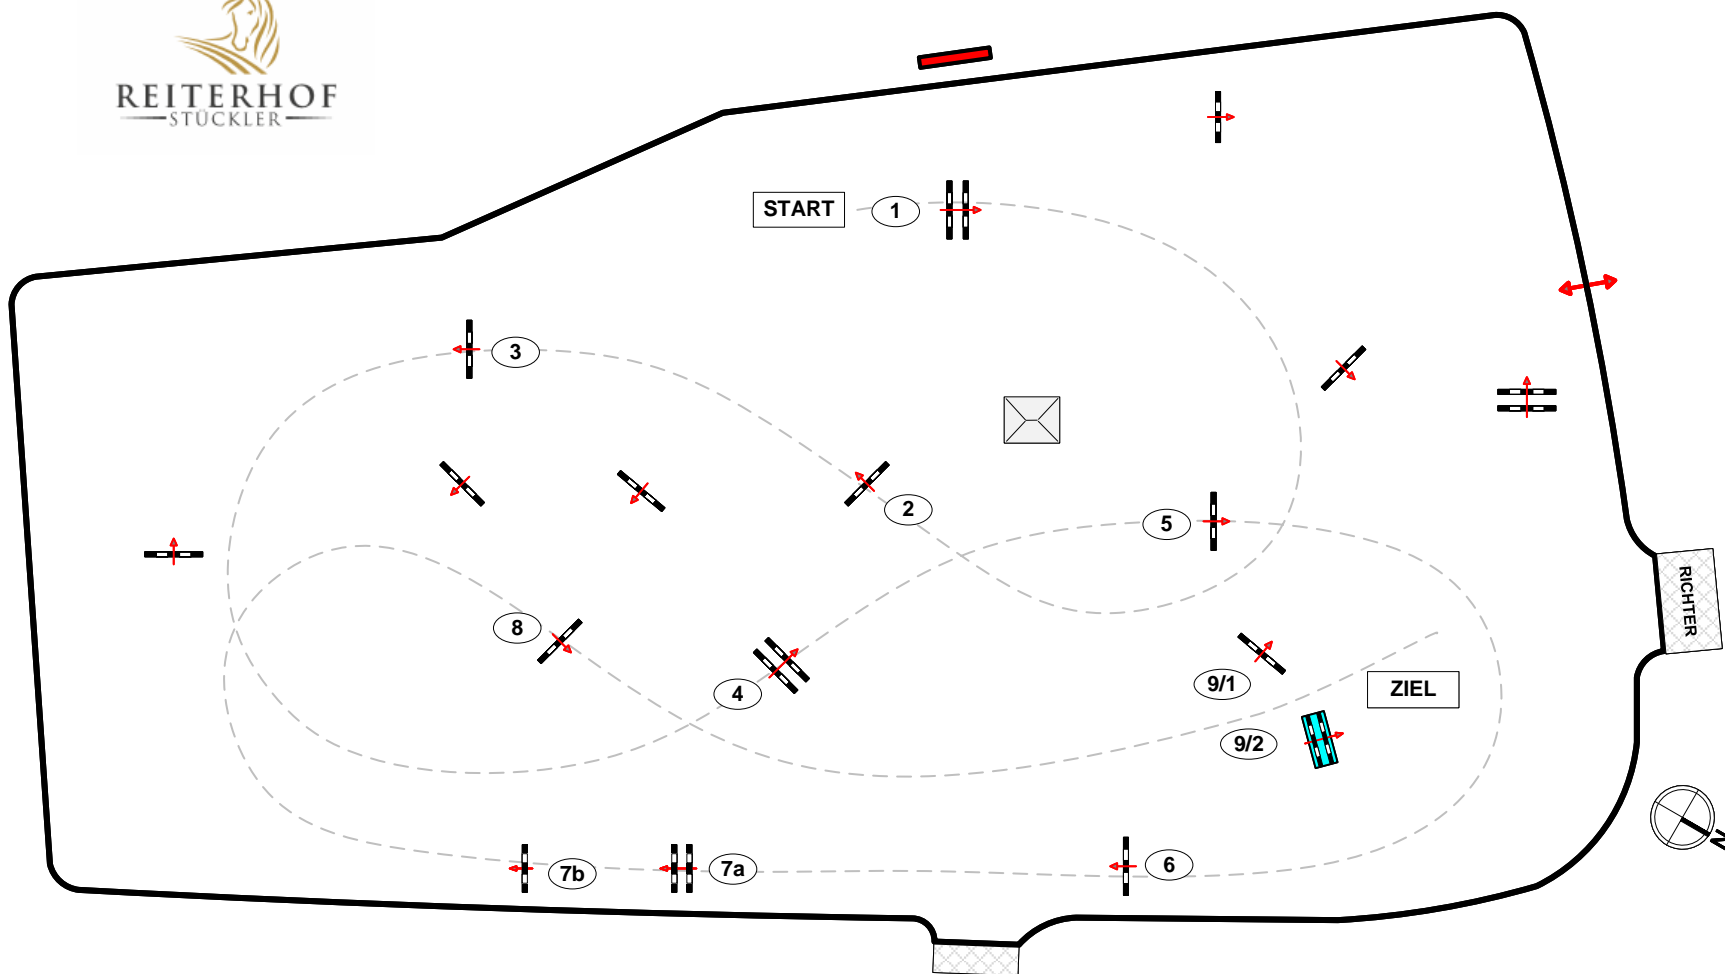 REITERHOF
STÜCKLER
START
1
3
2
5
RICHTER
8
4
9/1
ZIEL
9/2
7b
7a
6
N